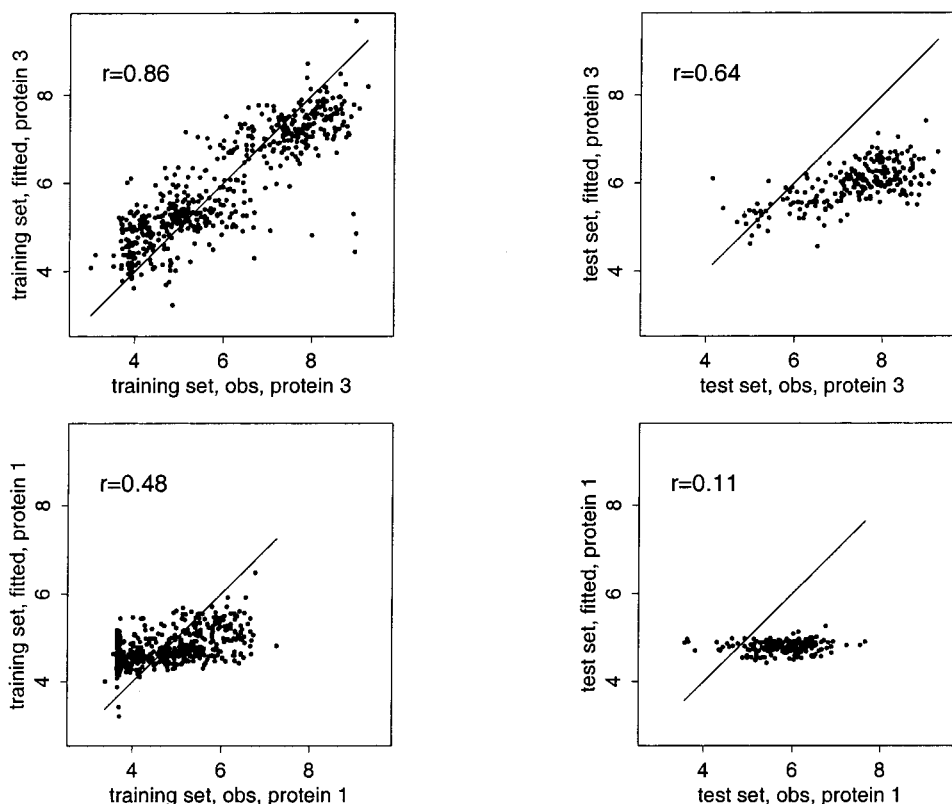 training set, fitted, protein 3
8
6
4
r=0.86
4
6
8
training set, obs, protein 3
test set, fitted, protein 3
8
6
4
r=0.64
4
6
8
test set, obs, protein 3
training set, fitted, protein 1
8
6
4
r=0.48
4
6
8
training set, obs, protein 1
test set, fitted, protein 1
8
6
4
r=0.11
4
6
8
test set, obs, protein 1